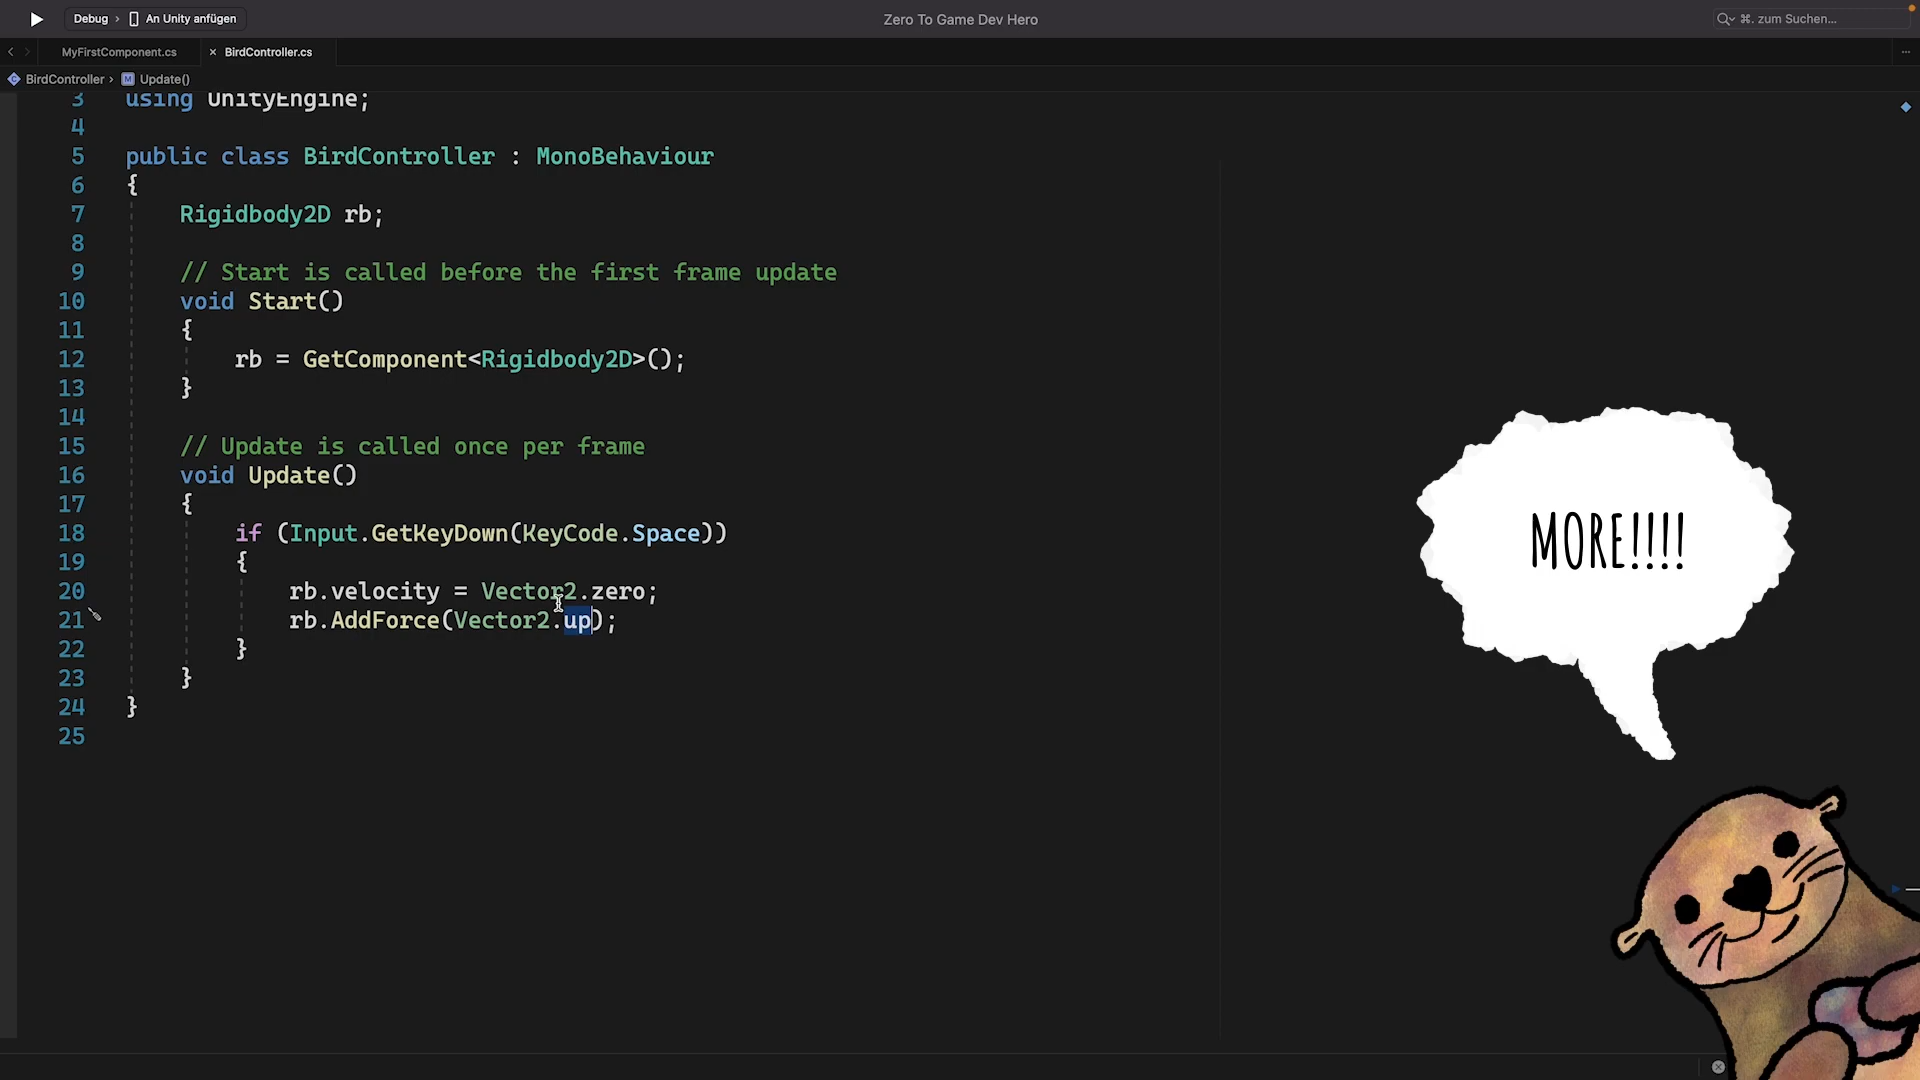 Debug › An Unity anfügen
Zero To Game Dev Hero
⌘. zum Suchen...
MyFirstComponent.cs
× BirdController.cs
BirdController › M Update()
3 using UnityEngine;
4
5 public class BirdController : MonoBehaviour
6 {
7 Rigidbody2D rb;
8
9 // Start is called before the first frame update
10 void Start()
11 {
12 rb = GetComponent<Rigidbody2D>();
13 }
14
15 // Update is called once per frame
16 void Update()
17 {
18 if (Input.GetKeyDown(KeyCode.Space))
19 {
20 rb.velocity = Vector2.zero;
21 rb.AddForce(Vector2.up);
22 }
23 }
24 }
25
MORE!!!!